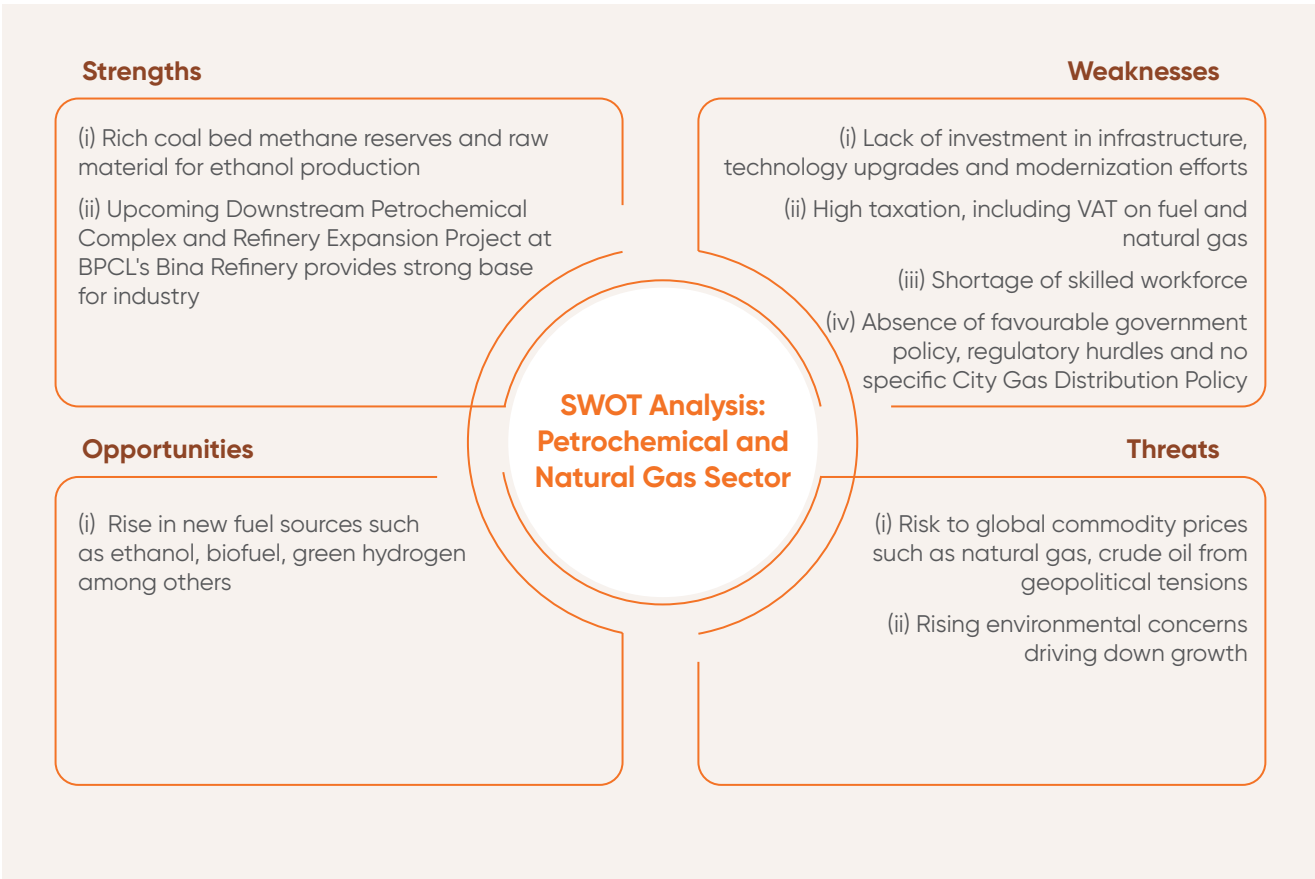 Strengths
(i) Rich coal bed methane reserves and raw
material for ethanol production
(ii) Upcoming Downstream Petrochemical
Complex and Refinery Expansion Project at
BPCL's Bina Refinery provides strong base
for industry
Weaknesses
(i) Lack of investment in infrastructure,
technology upgrades and modernization efforts
(ii) High taxation, including VAT on fuel and
natural gas
(iii) Shortage of skilled workforce
(iv) Absence of favourable government
policy, regulatory hurdles and no
specific City Gas Distribution Policy
SWOT Analysis:
Petrochemical and
Natural Gas Sector
Opportunities
(i) Rise in new fuel sources such
as ethanol, biofuel, green hydrogen
among others
Threats
(i) Risk to global commodity prices
such as natural gas, crude oil from
geopolitical tensions
(ii) Rising environmental concerns
driving down growth